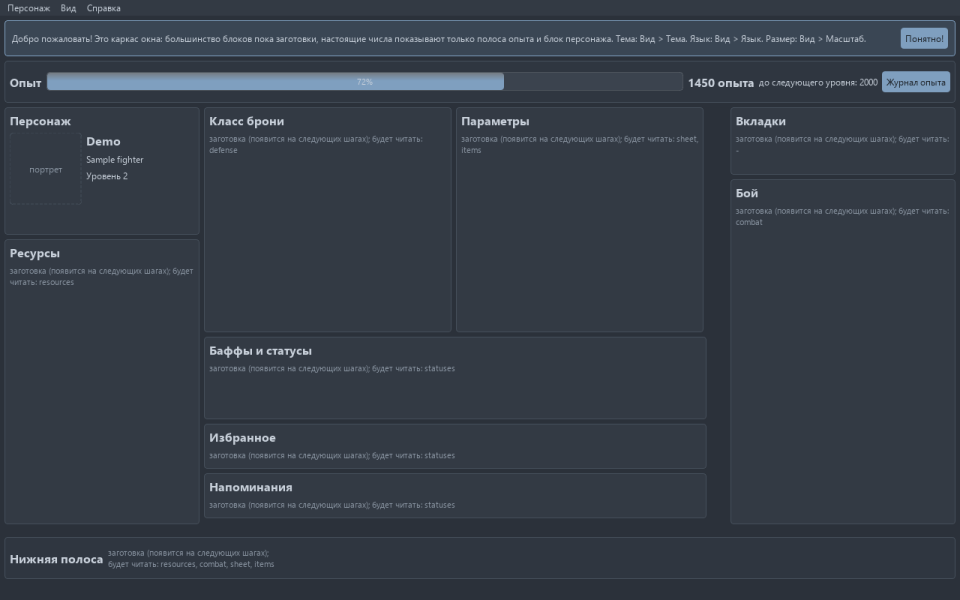 Персонаж Вид Справка
Добро пожаловать! Это каркас окна: большинство блоков пока заготовки, настоящие числа показывают только полоса опыта и блок персонажа. Тема: Вид > Тема. Язык: Вид > Язык. Размер: Вид > Масштаб. Понятно!
Опыт 72% 1450 опыта до следующего уровня: 2000 Журнал опыта
Персонаж
портрет
Demo
Sample fighter
Уровень 2
Ресурсы
заготовка (появится на следующих шагах); будет
читать: resources
Класс брони
заготовка (появится на следующих шагах); будет читать:
defense
Параметры
заготовка (появится на следующих шагах); будет читать: sheet,
items
Баффы и статусы
заготовка (появится на следующих шагах); будет читать: statuses
Избранное
заготовка (появится на следующих шагах); будет читать: statuses
Напоминания
заготовка (появится на следующих шагах); будет читать: statuses
Вкладки
заготовка (появится на следующих шагах); будет читать:
-
Бой
заготовка (появится на следующих шагах); будет читать:
combat
Нижняя полоса
заготовка (появится на следующих шагах);
будет читать: resources, combat, sheet, items